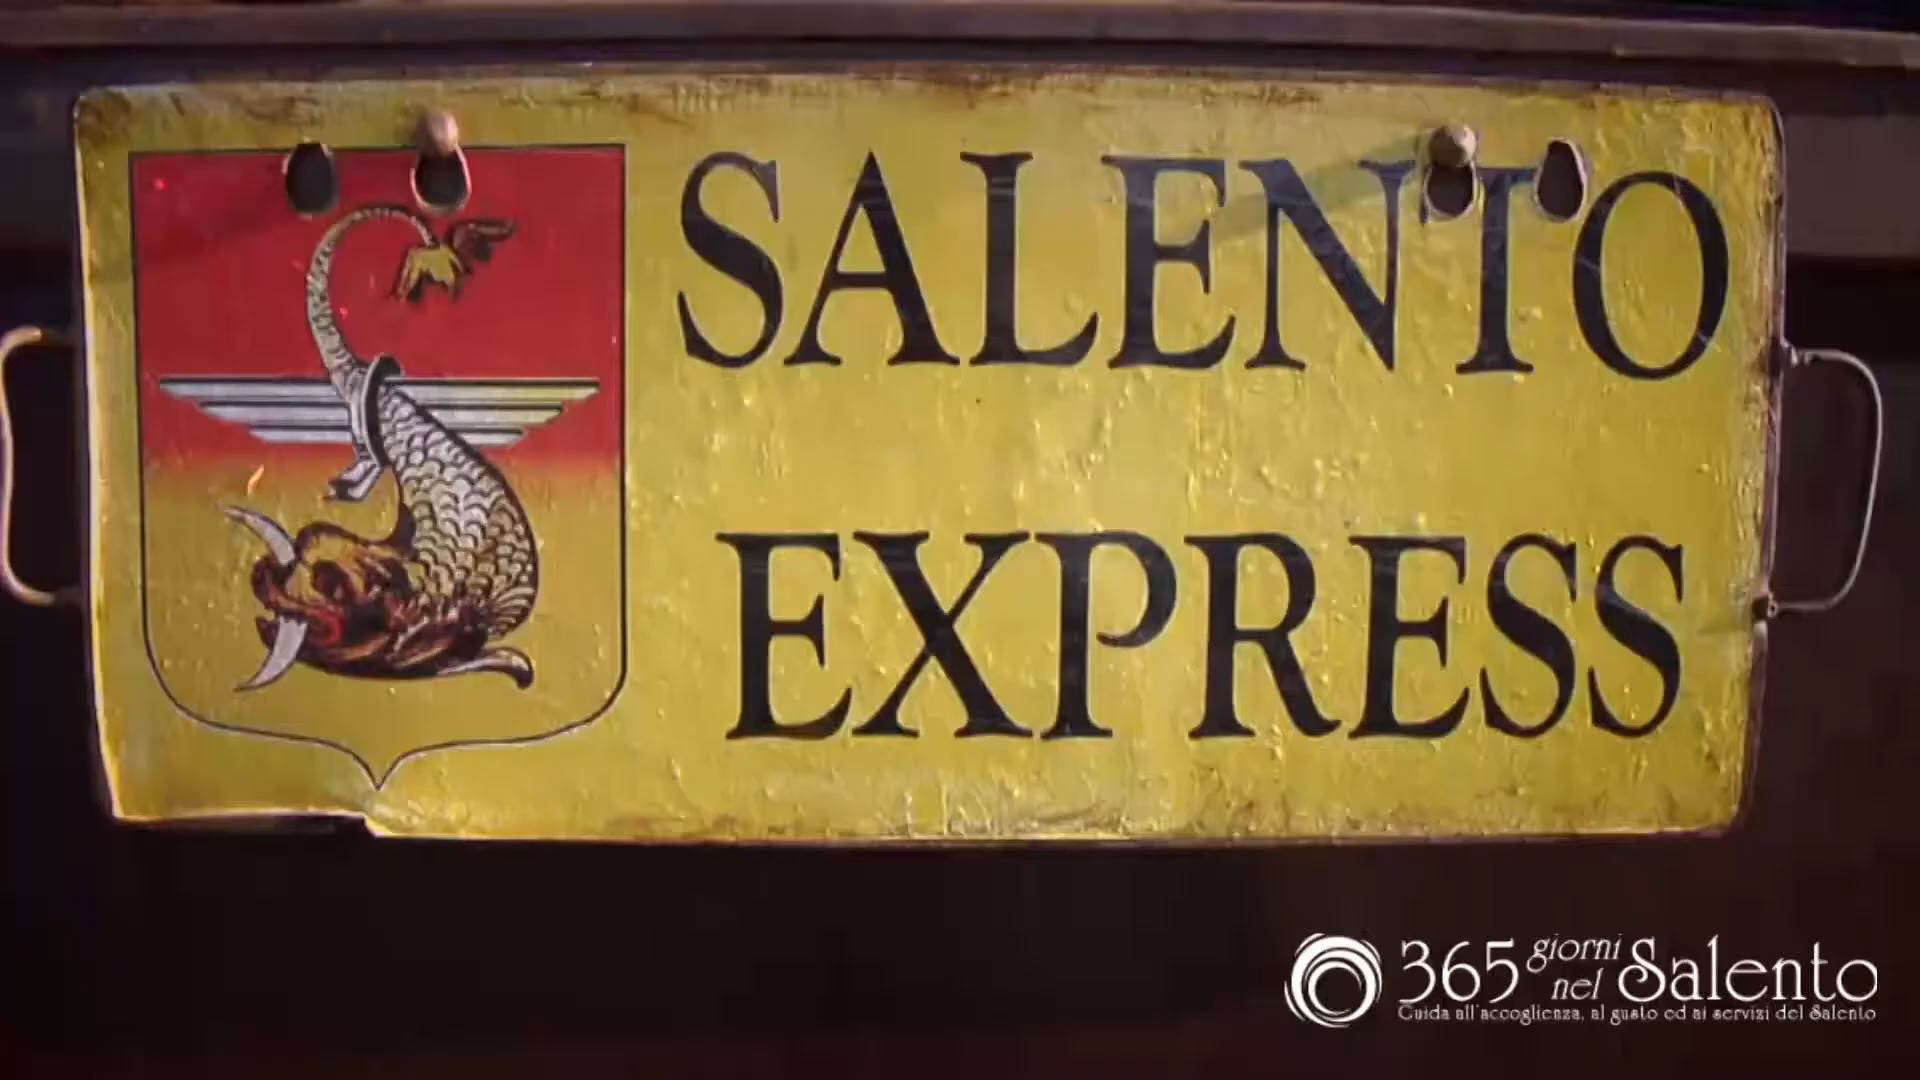 SALENTO
EXPRESS
365 giorni nel Salento
Guida all'accoglienza, al gusto ed ai servizi del Salento